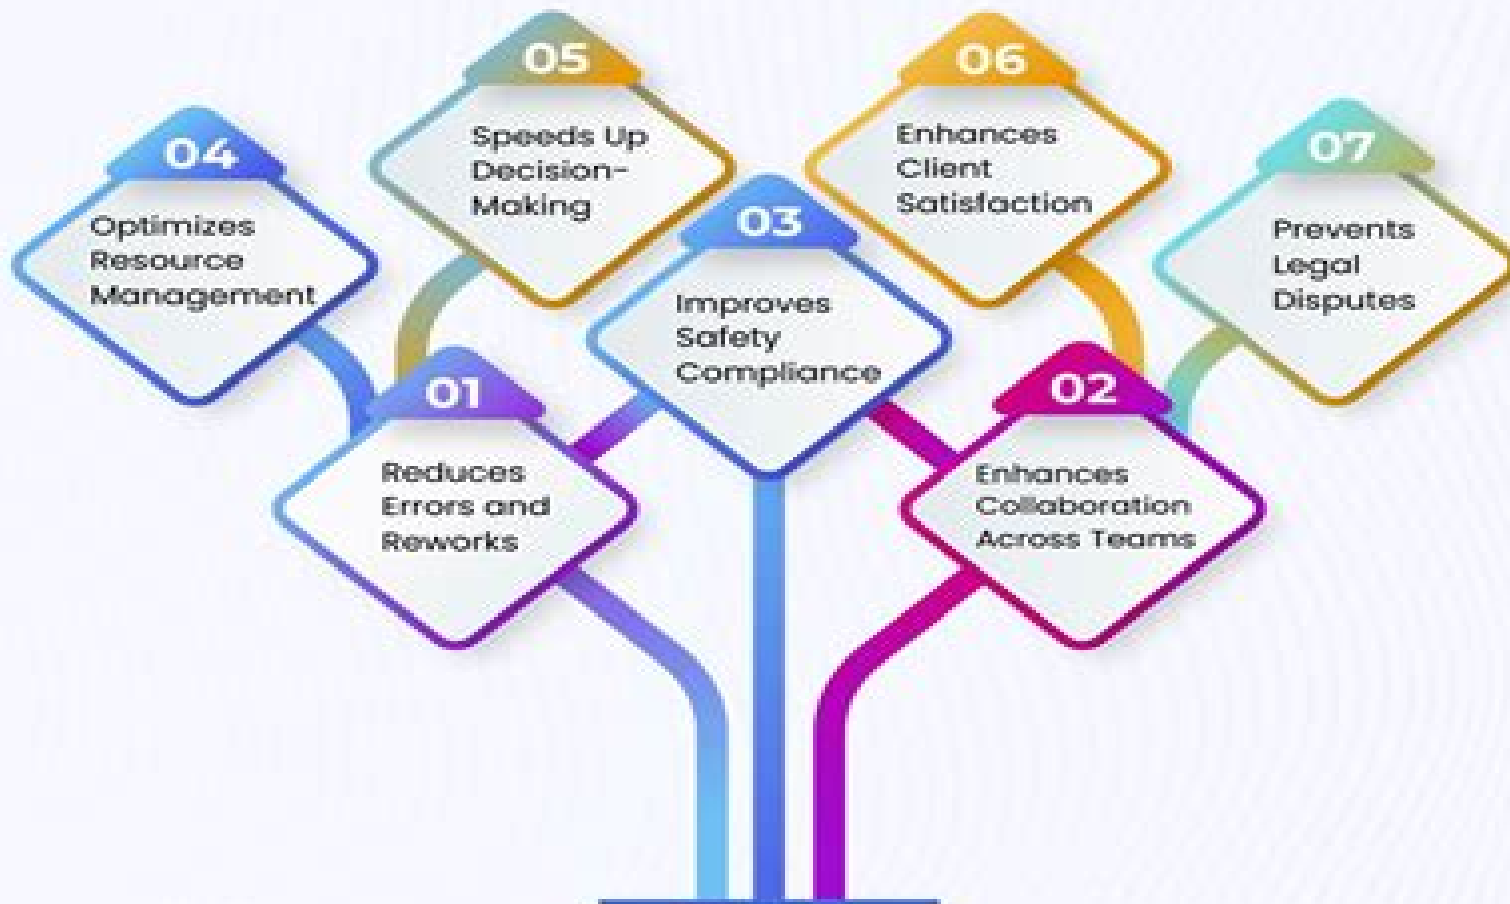 05
Speeds Up
Decision-
Making
06
Enhances
Client
Satisfaction
04
Optimizes
Resource
Management
07
Prevents
Legal
Disputes
03
Improves
Safety
Compliance
01
Reduces
Errors and
Reworks
02
Enhances
Collaboration
Across Teams